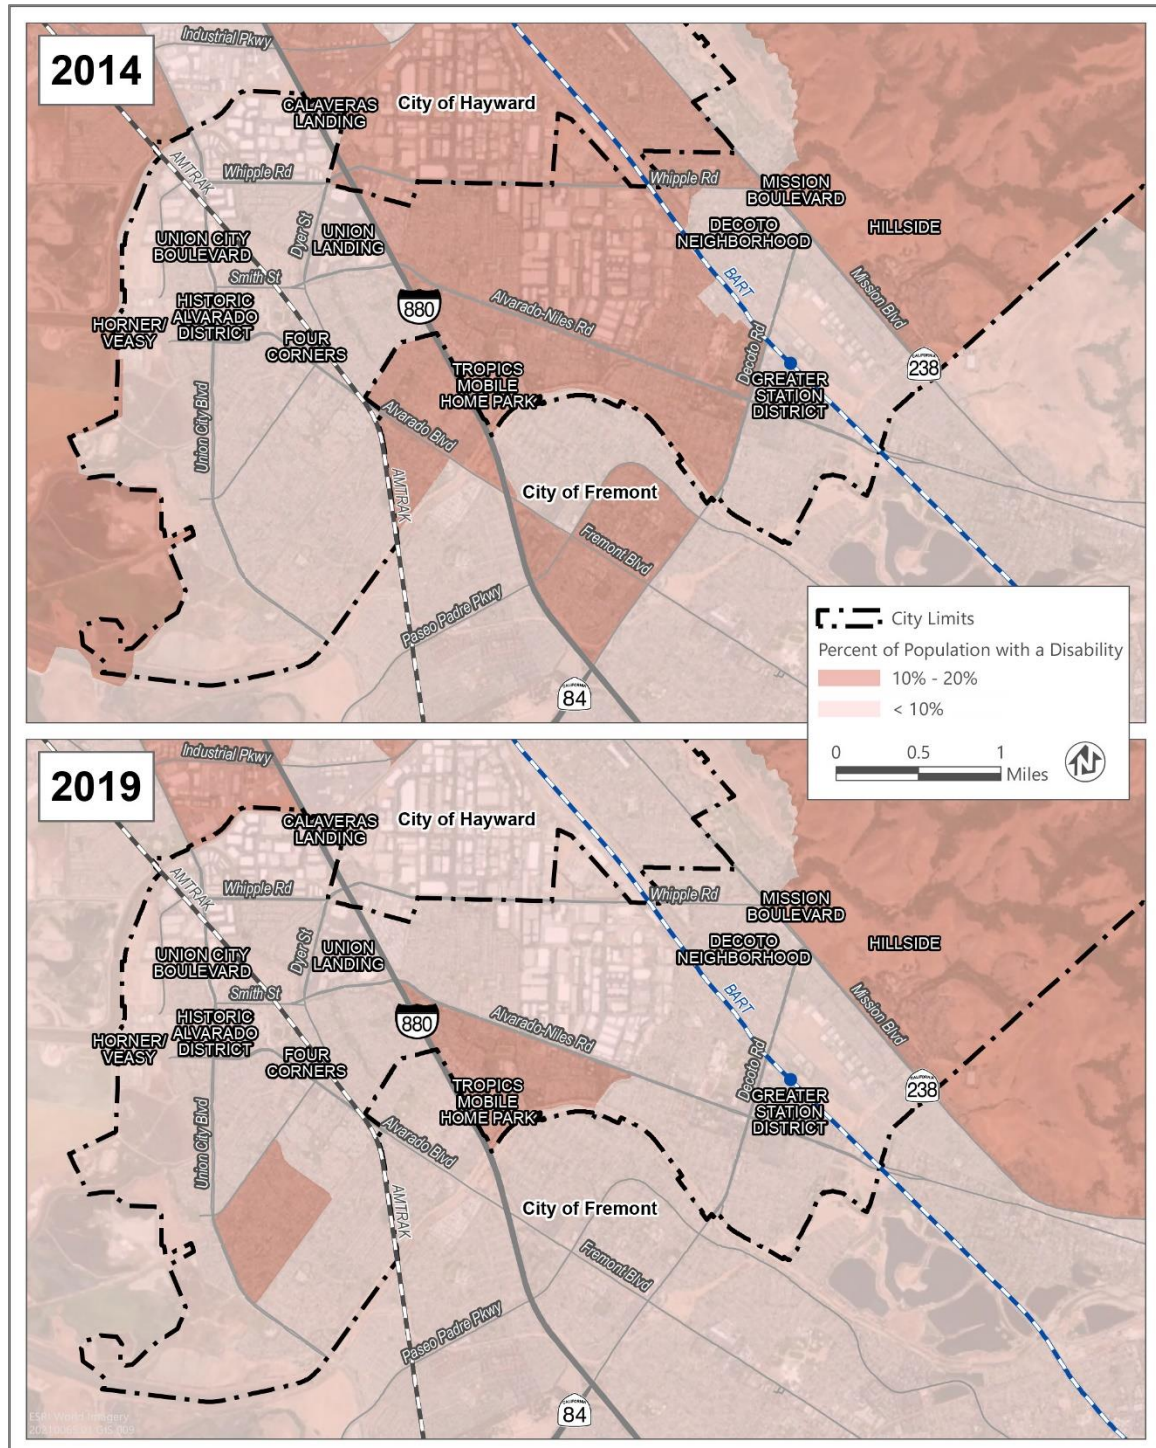 2014
Industrial Pkwy
CALAVERAS
LANDING
City of Hayward
AMTRAK
Whipple Rd
Whipple Rd
MISSION
BOULEVARD
Dyer St
UNION
LANDING
UNION CITY
BOULEVARD
DECOTO
NEIGHBORHOOD
HILLSIDE
Smith St
BART
Mission Blvd
HISTORIC
ALVARADO
DISTRICT
HORNER/
VEASY
880
Alvarado-Niles Rd
FOUR
CORNERS
TROPICS
MOBILE
HOME PARK
Decoto Rd
CALIFORNIA
238
GREATER
STATION
DISTRICT
Union City Blvd
Alvarado Blvd
AMTRAK
City of Fremont
Fremont Blvd
Paseo Padre Pkwy
CALIFORNIA
84
City Limits
Percent of Population with a Disability
10% - 20%
< 10%
0 0.5 1
Miles
N
2019
Industrial Pkwy
CALAVERAS
LANDING
City of Hayward
AMTRAK
Whipple Rd
Whipple Rd
MISSION
BOULEVARD
Dyer St
UNION
LANDING
UNION CITY
BOULEVARD
DECOTO
NEIGHBORHOOD
HILLSIDE
Smith St
BART
Mission Blvd
HISTORIC
ALVARADO
DISTRICT
HORNER/
VEASY
880
Alvarado-Niles Rd
FOUR
CORNERS
TROPICS
MOBILE
HOME PARK
Decoto Rd
CALIFORNIA
238
GREATER
STATION
DISTRICT
Union City Blvd
Alvarado Blvd
AMTRAK
City of Fremont
Fremont Blvd
Paseo Padre Pkwy
CALIFORNIA
84
ESRI World Imagery